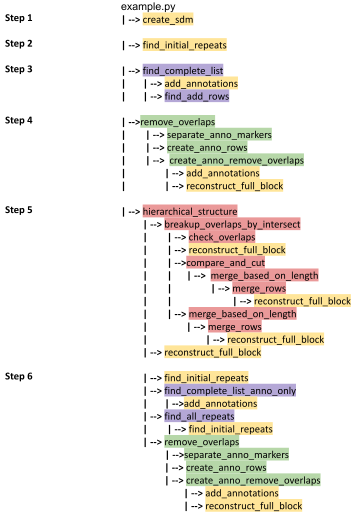 example.py
Step 1 | --> create_sdm
Step 2 | --> find_initial_repeats
Step 3 | --> find_complete_list
| | --> add_annotations
| --> find_add_rows
Step 4 | -->remove_overlaps
| | --> separate_anno_markers
| | --> create_anno_rows
| | --> create_anno_remove_overlaps
| | --> add_annotations
| | --> reconstruct_full_block
Step 5 | --> hierarchical_structure
| --> breakup_overlaps_by_intersect
| | --> check_overlaps
| | --> reconstruct_full_block
| | -->compare_and_cut
| | | --> merge_based_on_length
| | | --> merge_rows
| | | --> reconstruct_full_block
| | --> merge_based_on_length
| | --> merge_rows
| | --> reconstruct_full_block
| --> reconstruct_full_block
Step 6 | --> find_initial_repeats
| --> find_complete_list_anno_only
| | -->add_annotations
| --> find_all_repeats
| | --> find_initial_repeats
| --> remove_overlaps
| -->separate_anno_markers
| --> create_anno_rows
| --> create_anno_remove_overlaps
| --> add_annotations
| --> reconstruct_full_block